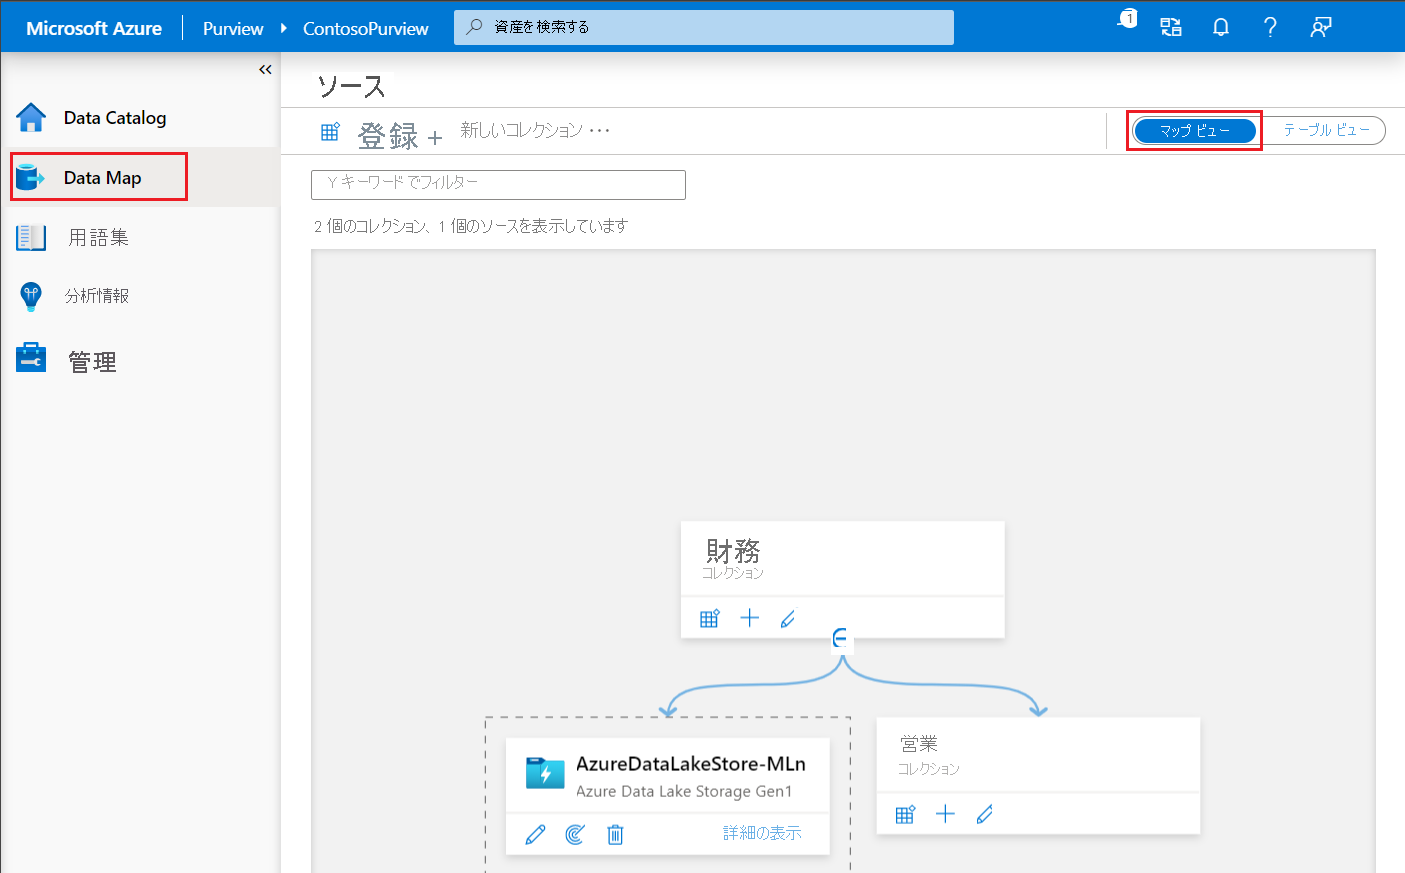 Microsoft Azure Purview ContosoPurview 資産を検索する 1
Data Catalog
Data Map
用語集
分析情報
管理
ソース
登録 + 新しいコレクション ··· マップ ビュー テーブル ビュー
Y キーワード でフィルター
2 個のコレクション、1 個のソースを表示しています
財務
コレクション
AzureDataLakeStore-MLn
Azure Data Lake Storage Gen1
詳細の表示
営業
コレクション